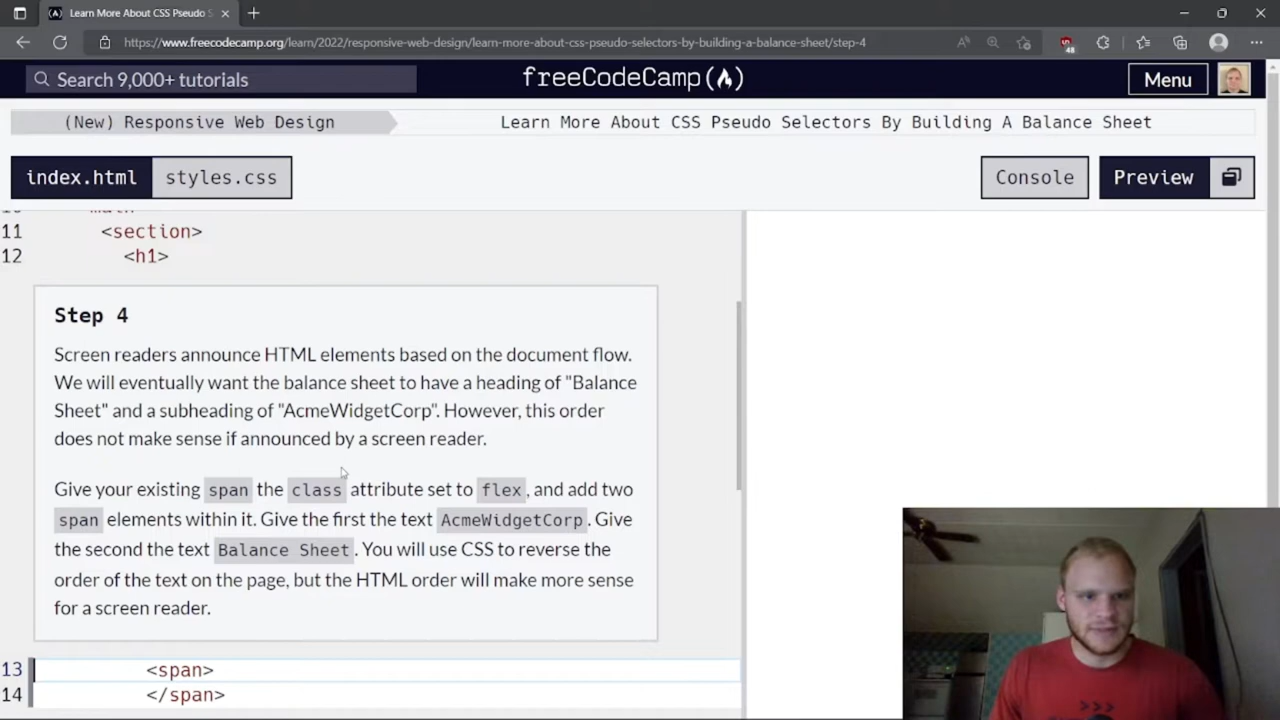 Learn More About CSS Pseudo S
https://www.freecodecamp.org/learn/2022/responsive-web-design/learn-more-about-css-pseudo-selectors-by-building-a-balance-sheet/step-4
48
Search 9,000+ tutorials
freeCodeCamp
Menu
(New) Responsive Web Design
Learn More About CSS Pseudo Selectors By Building A Balance Sheet
index.html
styles.css
Console
Preview
11 <section>
12 <h1>
Step 4
Screen readers announce HTML elements based on the document flow.
We will eventually want the balance sheet to have a heading of "Balance
Sheet" and a subheading of "AcmeWidgetCorp". However, this order
does not make sense if announced by a screen reader.
Give your existing span the class attribute set to flex, and add two
span elements within it. Give the first the text AcmeWidgetCorp. Give
the second the text Balance Sheet. You will use CSS to reverse the
order of the text on the page, but the HTML order will make more sense
for a screen reader.
13 <span>
14 </span>